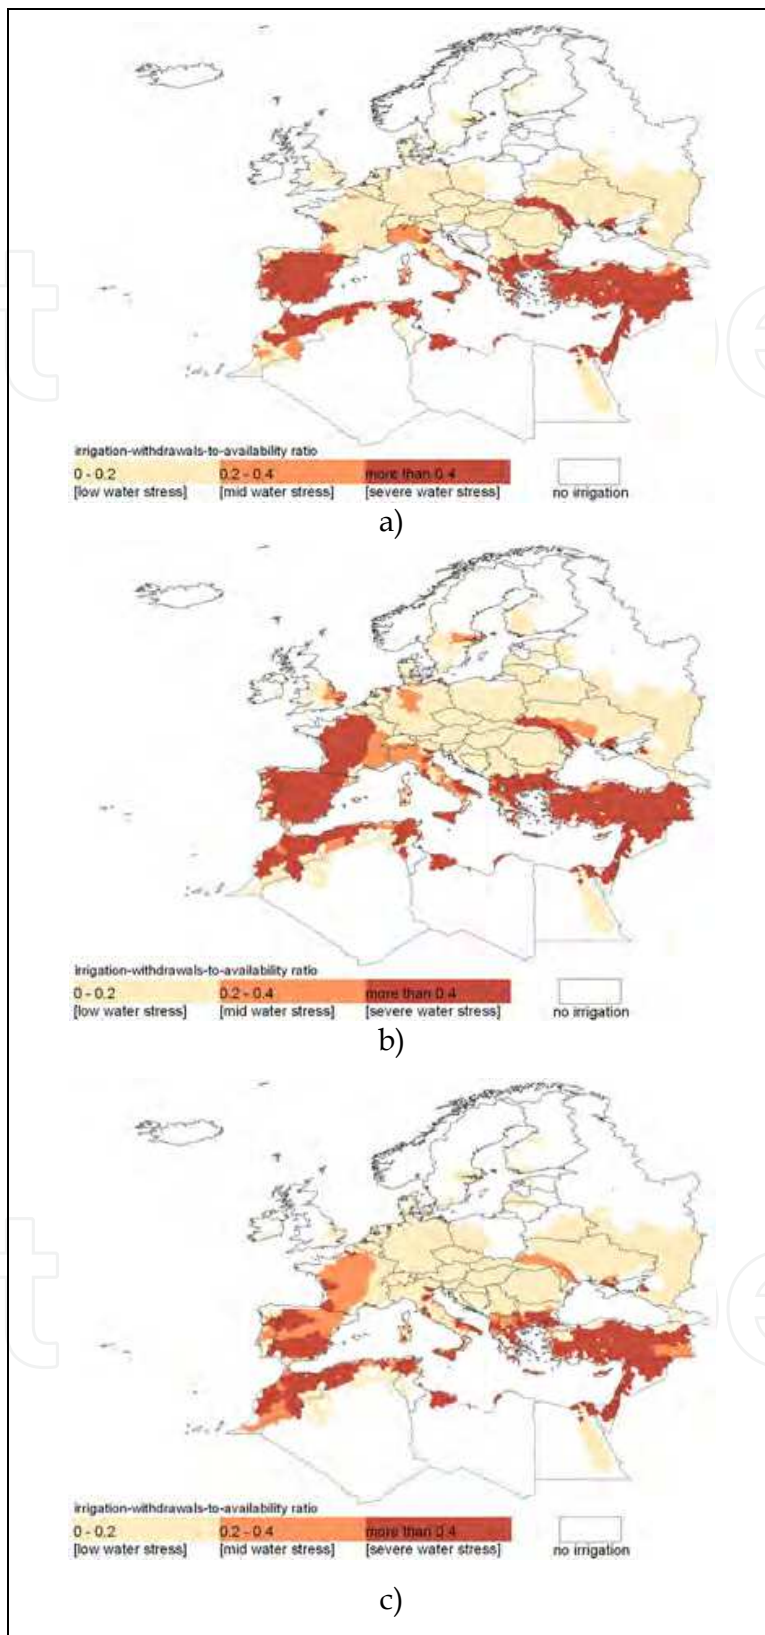 irrigation-withdrawals-to-availability ratio
0 - 0.2 0.2 - 0.4 more than 0.4
[low water stress] [mid water stress] [severe water stress] no irrigation
a)
irrigation-withdrawals-to-availability ratio
0 - 0.2 0.2 - 0.4 more than 0.4
[low water stress] [mid water stress] [severe water stress] no irrigation
b)
irrigation-withdrawals-to-availability ratio
0 - 0.2 0.2 - 0.4 more than 0.4
[low water stress] [mid water stress] [severe water stress] no irrigation
c)